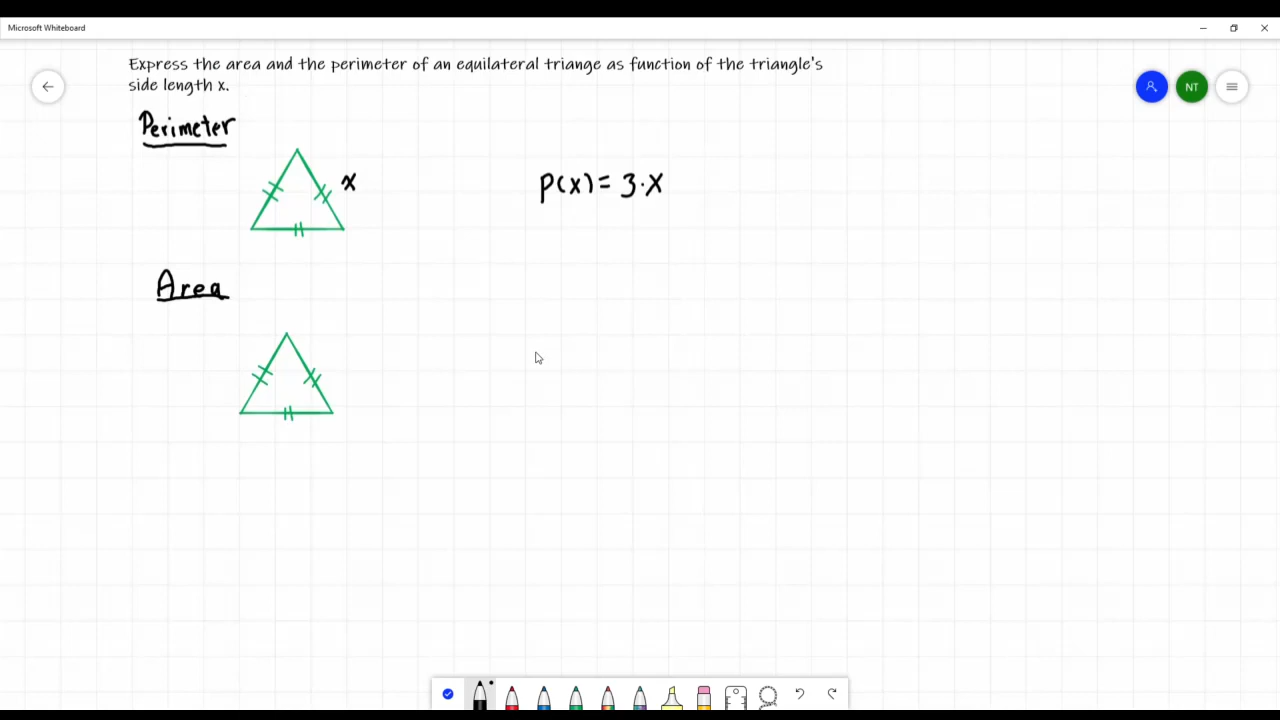 Microsoft Whiteboard
Express the area and the perimeter of an equilateral triange as function of the triangle's
side length x.
NT
Perimeter
x
P(x) = 3·x
Area